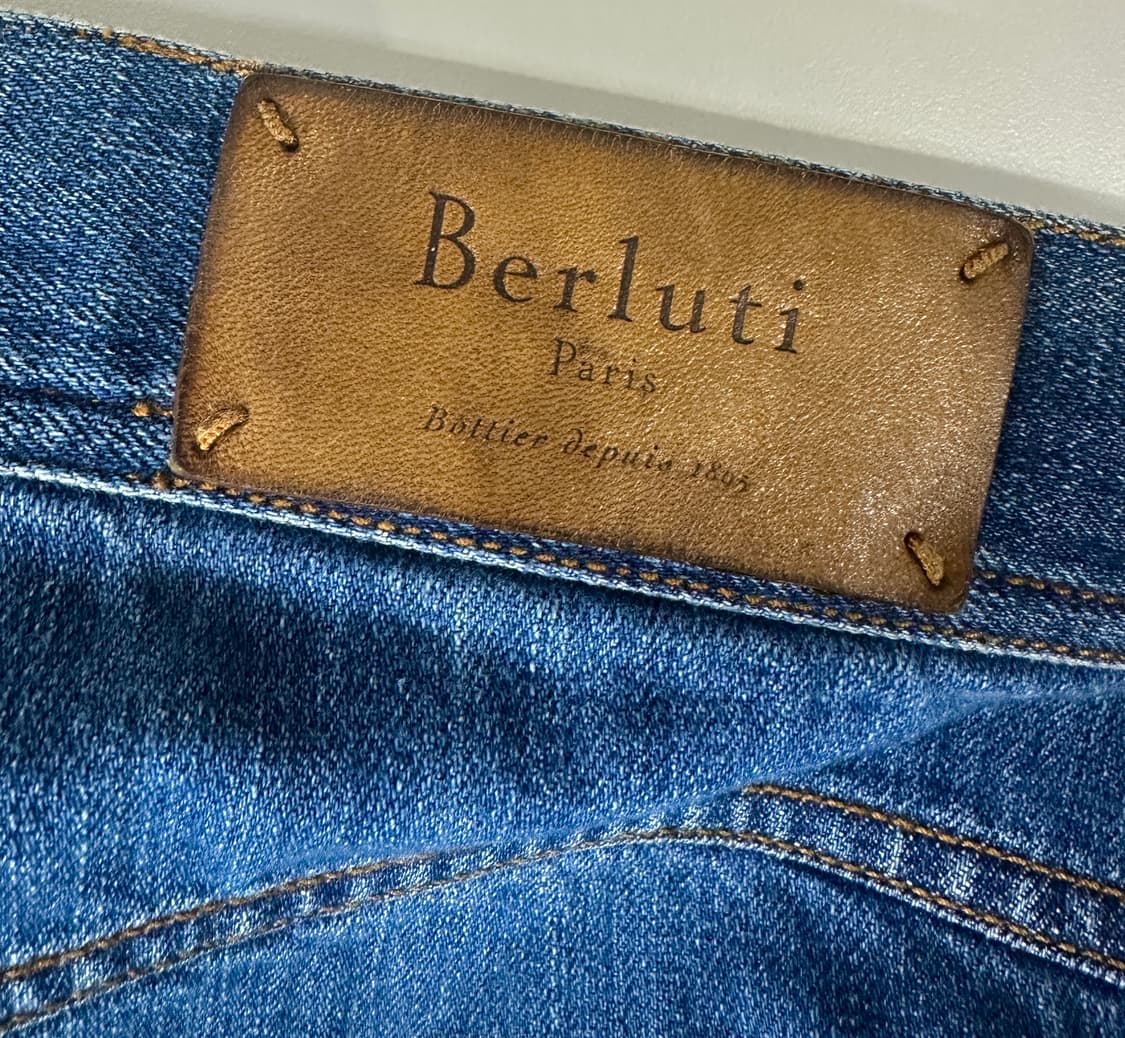 Berluti
Paris
Bottier depuis 1895